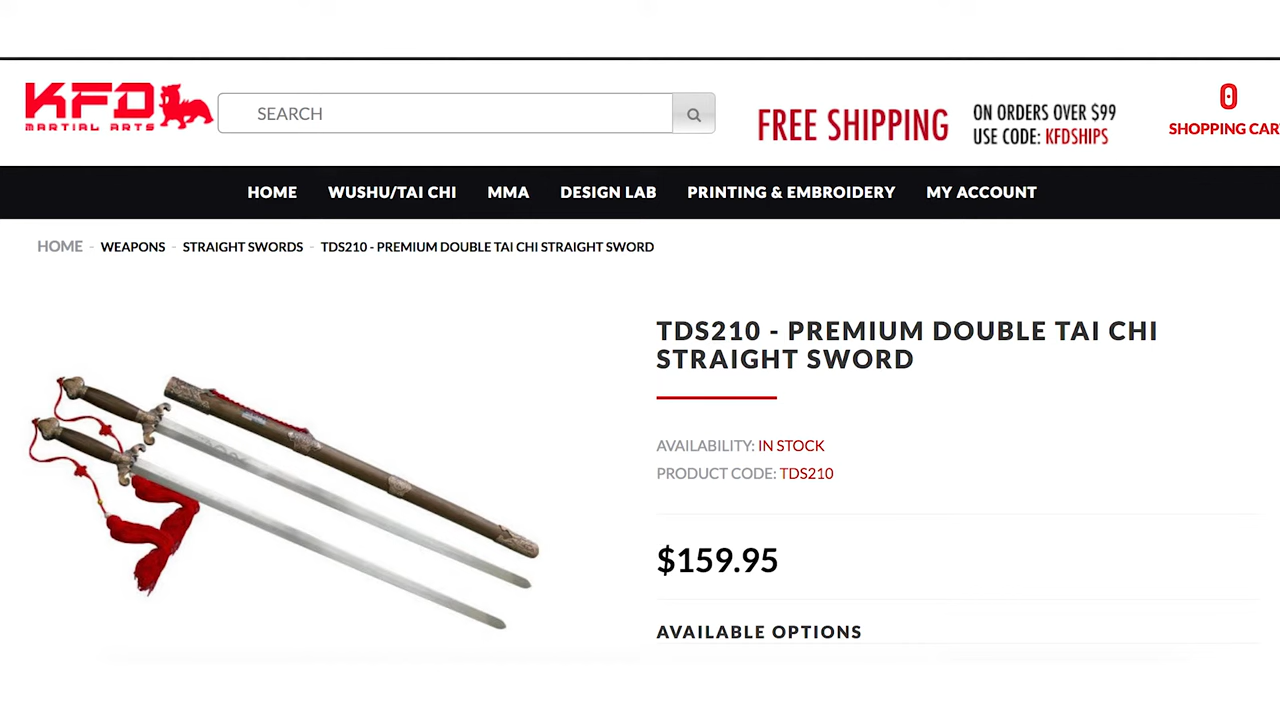 KFD
MARTIAL ARTS
SEARCH
FREE SHIPPING
ON ORDERS OVER $99
USE CODE: KFDSHIPS
0
SHOPPING CAR
HOME WUSHU/TAI CHI MMA DESIGN LAB PRINTING & EMBROIDERY MY ACCOUNT
HOME - WEAPONS - STRAIGHT SWORDS - TDS210 - PREMIUM DOUBLE TAI CHI STRAIGHT SWORD
TDS210 - PREMIUM DOUBLE TAI CHI
STRAIGHT SWORD
AVAILABILITY: IN STOCK
PRODUCT CODE: TDS210
$159.95
AVAILABLE OPTIONS